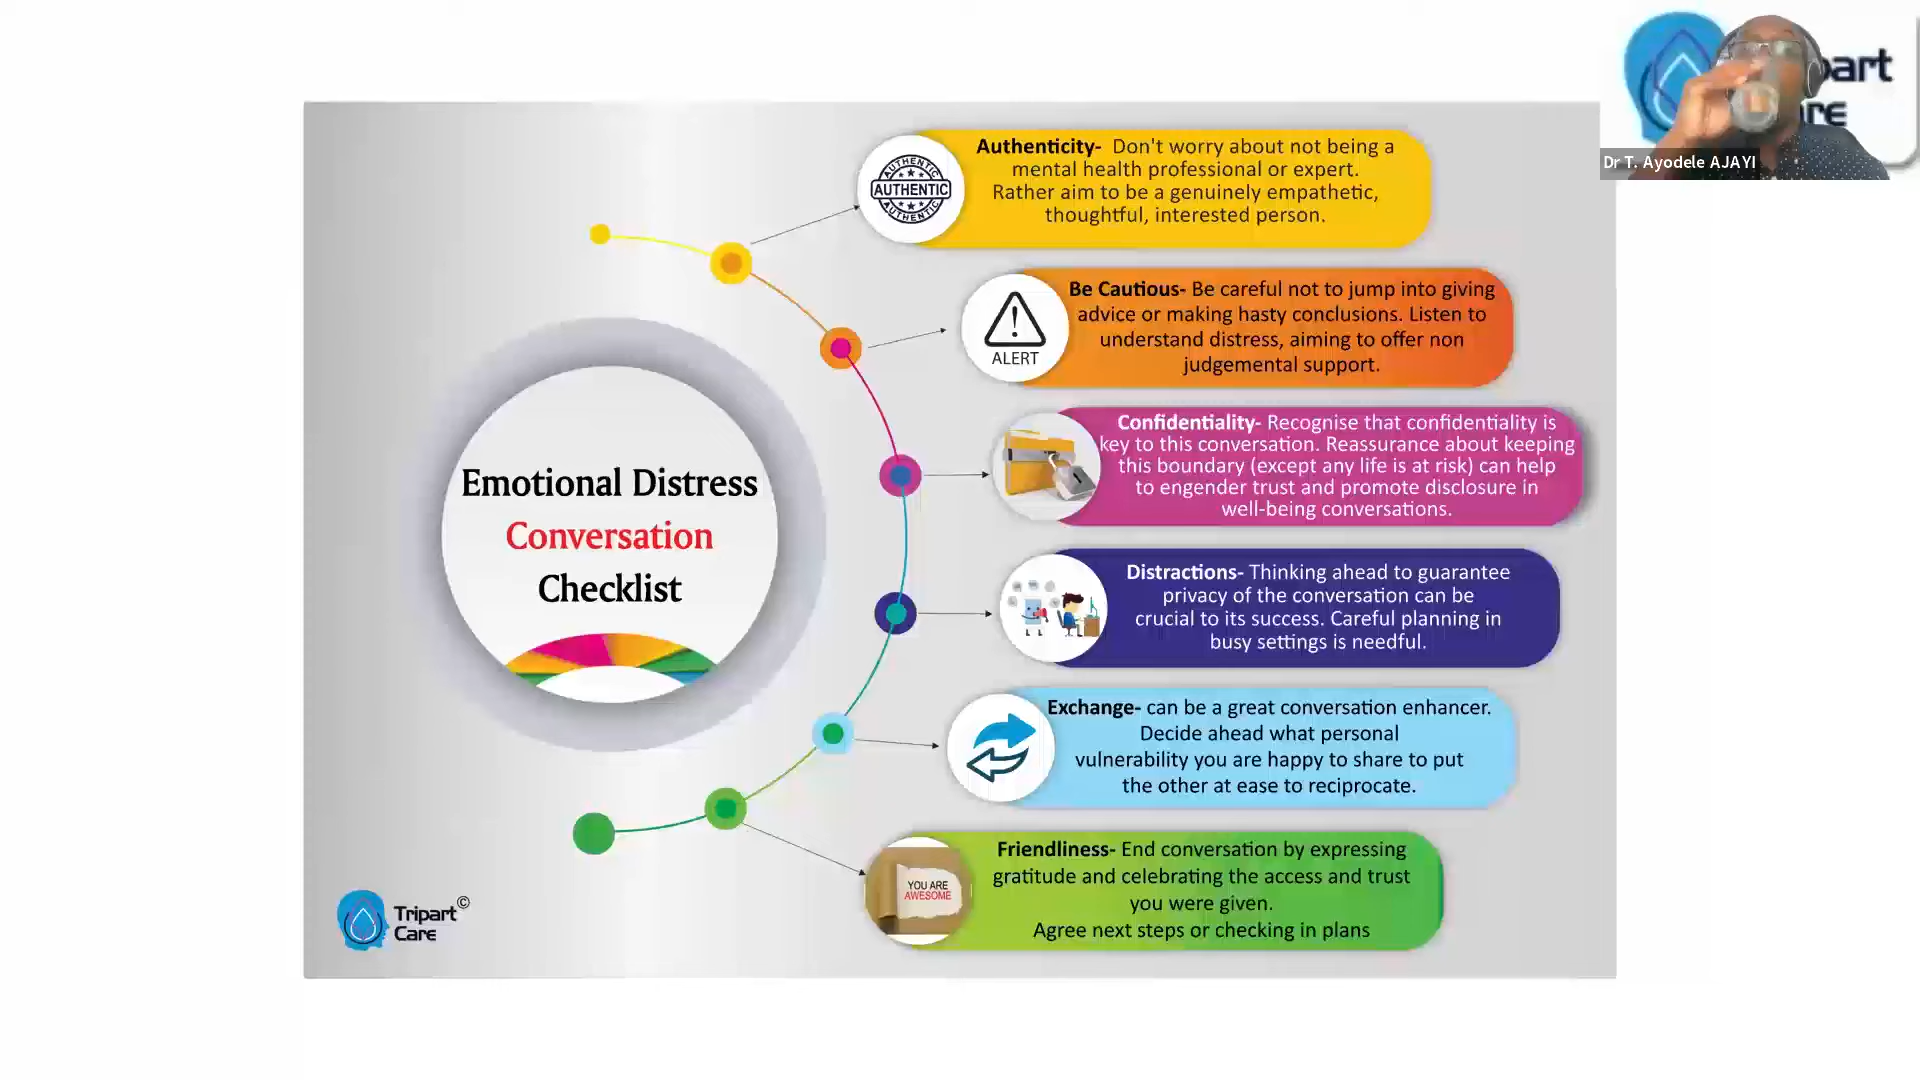 part
are
Dr T. Ayodele AJAYI
AUTHENTIC
AUTHENTIC
AUTHENTIC
Authenticity- Don't worry about not being a
mental health professional or expert.
Rather aim to be a genuinely empathetic,
thoughtful, interested person.
ALERT
Be Cautious- Be careful not to jump into giving
advice or making hasty conclusions. Listen to
understand distress, aiming to offer non
judgemental support.
Confidentiality- Recognise that confidentiality is
key to this conversation. Reassurance about keeping
this boundary (except any life is at risk) can help
to engender trust and promote disclosure in
well-being conversations.
Emotional Distress
Conversation
Checklist
Distractions- Thinking ahead to guarantee
privacy of the conversation can be
crucial to its success. Careful planning in
busy settings is needful.
Exchange- can be a great conversation enhancer.
Decide ahead what personal
vulnerability you are happy to share to put
the other at ease to reciprocate.
YOU ARE
AWESOME
Friendliness- End conversation by expressing
gratitude and celebrating the access and trust
you were given.
Agree next steps or checking in plans
Tripart©
Care